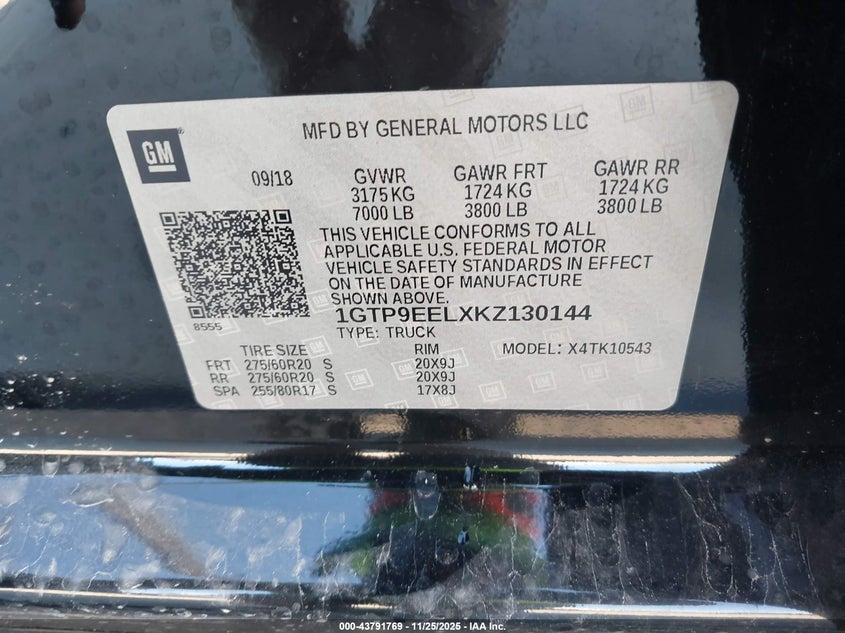 MFD BY GENERAL MOTORS LLC
GM
09/18
GVWR GAWR FRT GAWR RR
3175 KG 1724 KG 1724 KG
7000 LB 3800 LB 3800 LB
THIS VEHICLE CONFORMS TO ALL
APPLICABLE U.S. FEDERAL MOTOR
VEHICLE SAFETY STANDARDS IN EFFECT
ON THE DATE OF MANUFACTURE
SHOWN ABOVE.
8555
1GTP9EELXKZ130144
TYPE: TRUCK
TIRE SIZE RIM MODEL: X4TK10543
FRT 275/60R20 S 20X9J
RR 275/60R20 S 20X9J
SPA 255/80R17 S 17X8J
000-43791769 - 11/25/2025 - IAA Inc.